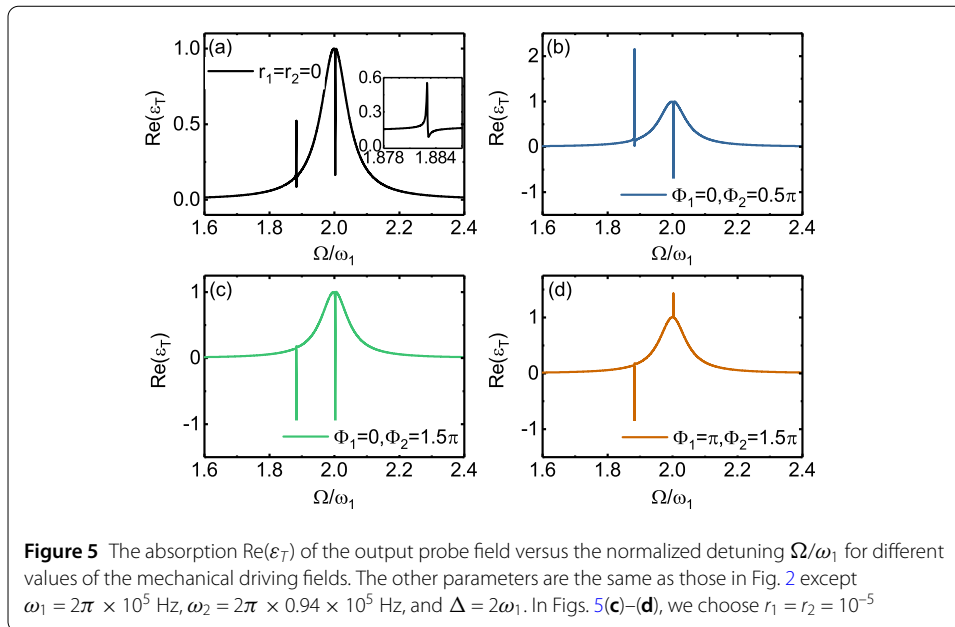 (a)
r₁=r₂=0
Re(ε_T)
1.0
0.5
0.0
0.6
0.3
0.0
1.878 1.884
1.6 1.8 2.0 2.2 2.4
Ω/ω₁
(b)
Re(ε_T)
2
1
0
-1
Φ₁=0,Φ₂=0.5π
1.6 1.8 2.0 2.2 2.4
Ω/ω₁
(c)
Re(ε_T)
1
0
-1
Φ₁=0,Φ₂=1.5π
1.6 1.8 2.0 2.2 2.4
Ω/ω₁
(d)
Re(ε_T)
1
0
-1
Φ₁=π,Φ₂=1.5π
1.6 1.8 2.0 2.2 2.4
Ω/ω₁
Figure 5 The absorption Re(ε_T) of the output probe field versus the normalized detuning Ω/ω₁ for different
values of the mechanical driving fields. The other parameters are the same as those in Fig. 2 except
ω₁ = 2π × 10⁵ Hz, ω₂ = 2π × 0.94 × 10⁵ Hz, and Δ = 2ω₁. In Figs. 5(c)–(d), we choose r₁ = r₂ = 10⁻⁵